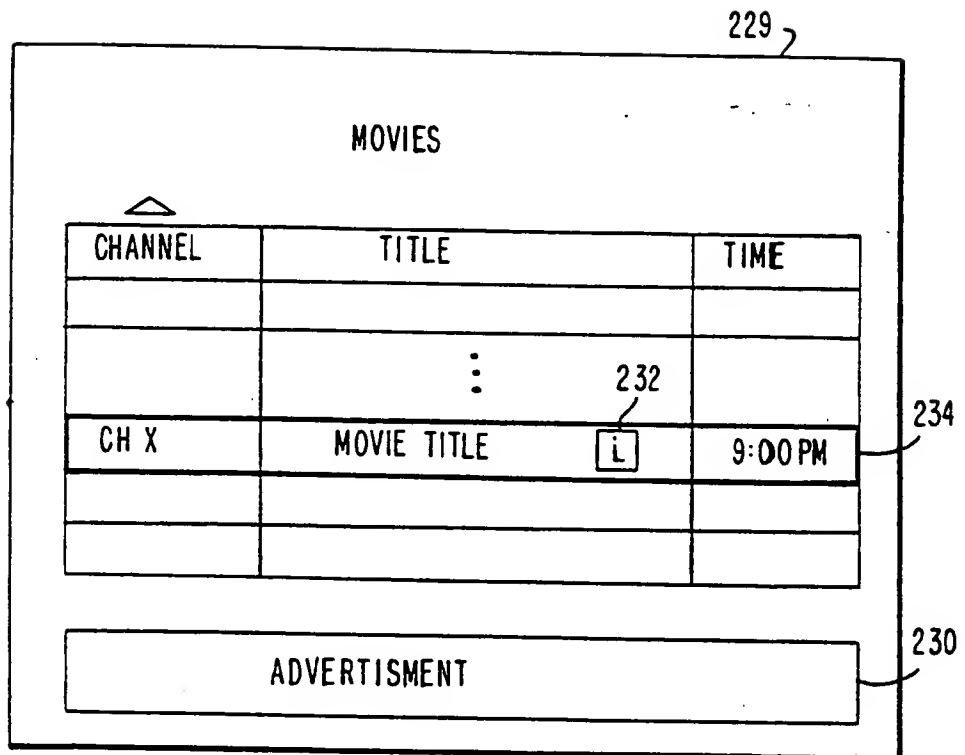 229
MOVIES
CHANNEL TITLE TIME
232
234
CH X MOVIE TITLE i 9:00 PM
230
ADVERTISMENT